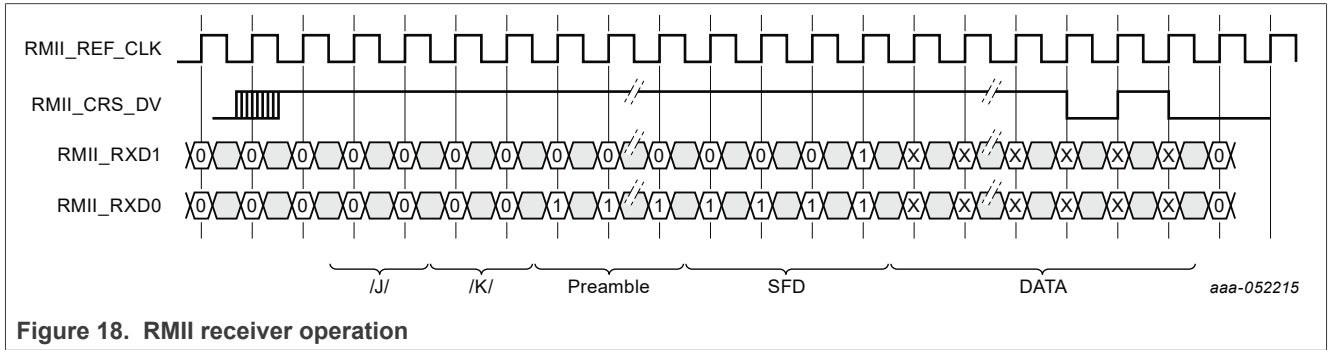 RMII_REF_CLK
RMII_CRS_DV
RMII_RXD1 0 0 0 0 0 0 0 0 0 0 0 0 0 1 X X X X X X 0
RMII_RXD0 0 0 0 0 0 0 0 1 1 1 1 1 1 1 X X X X X X 0
/J/ /K/ Preamble SFD DATA aaa-052215
Figure 18. RMII receiver operation